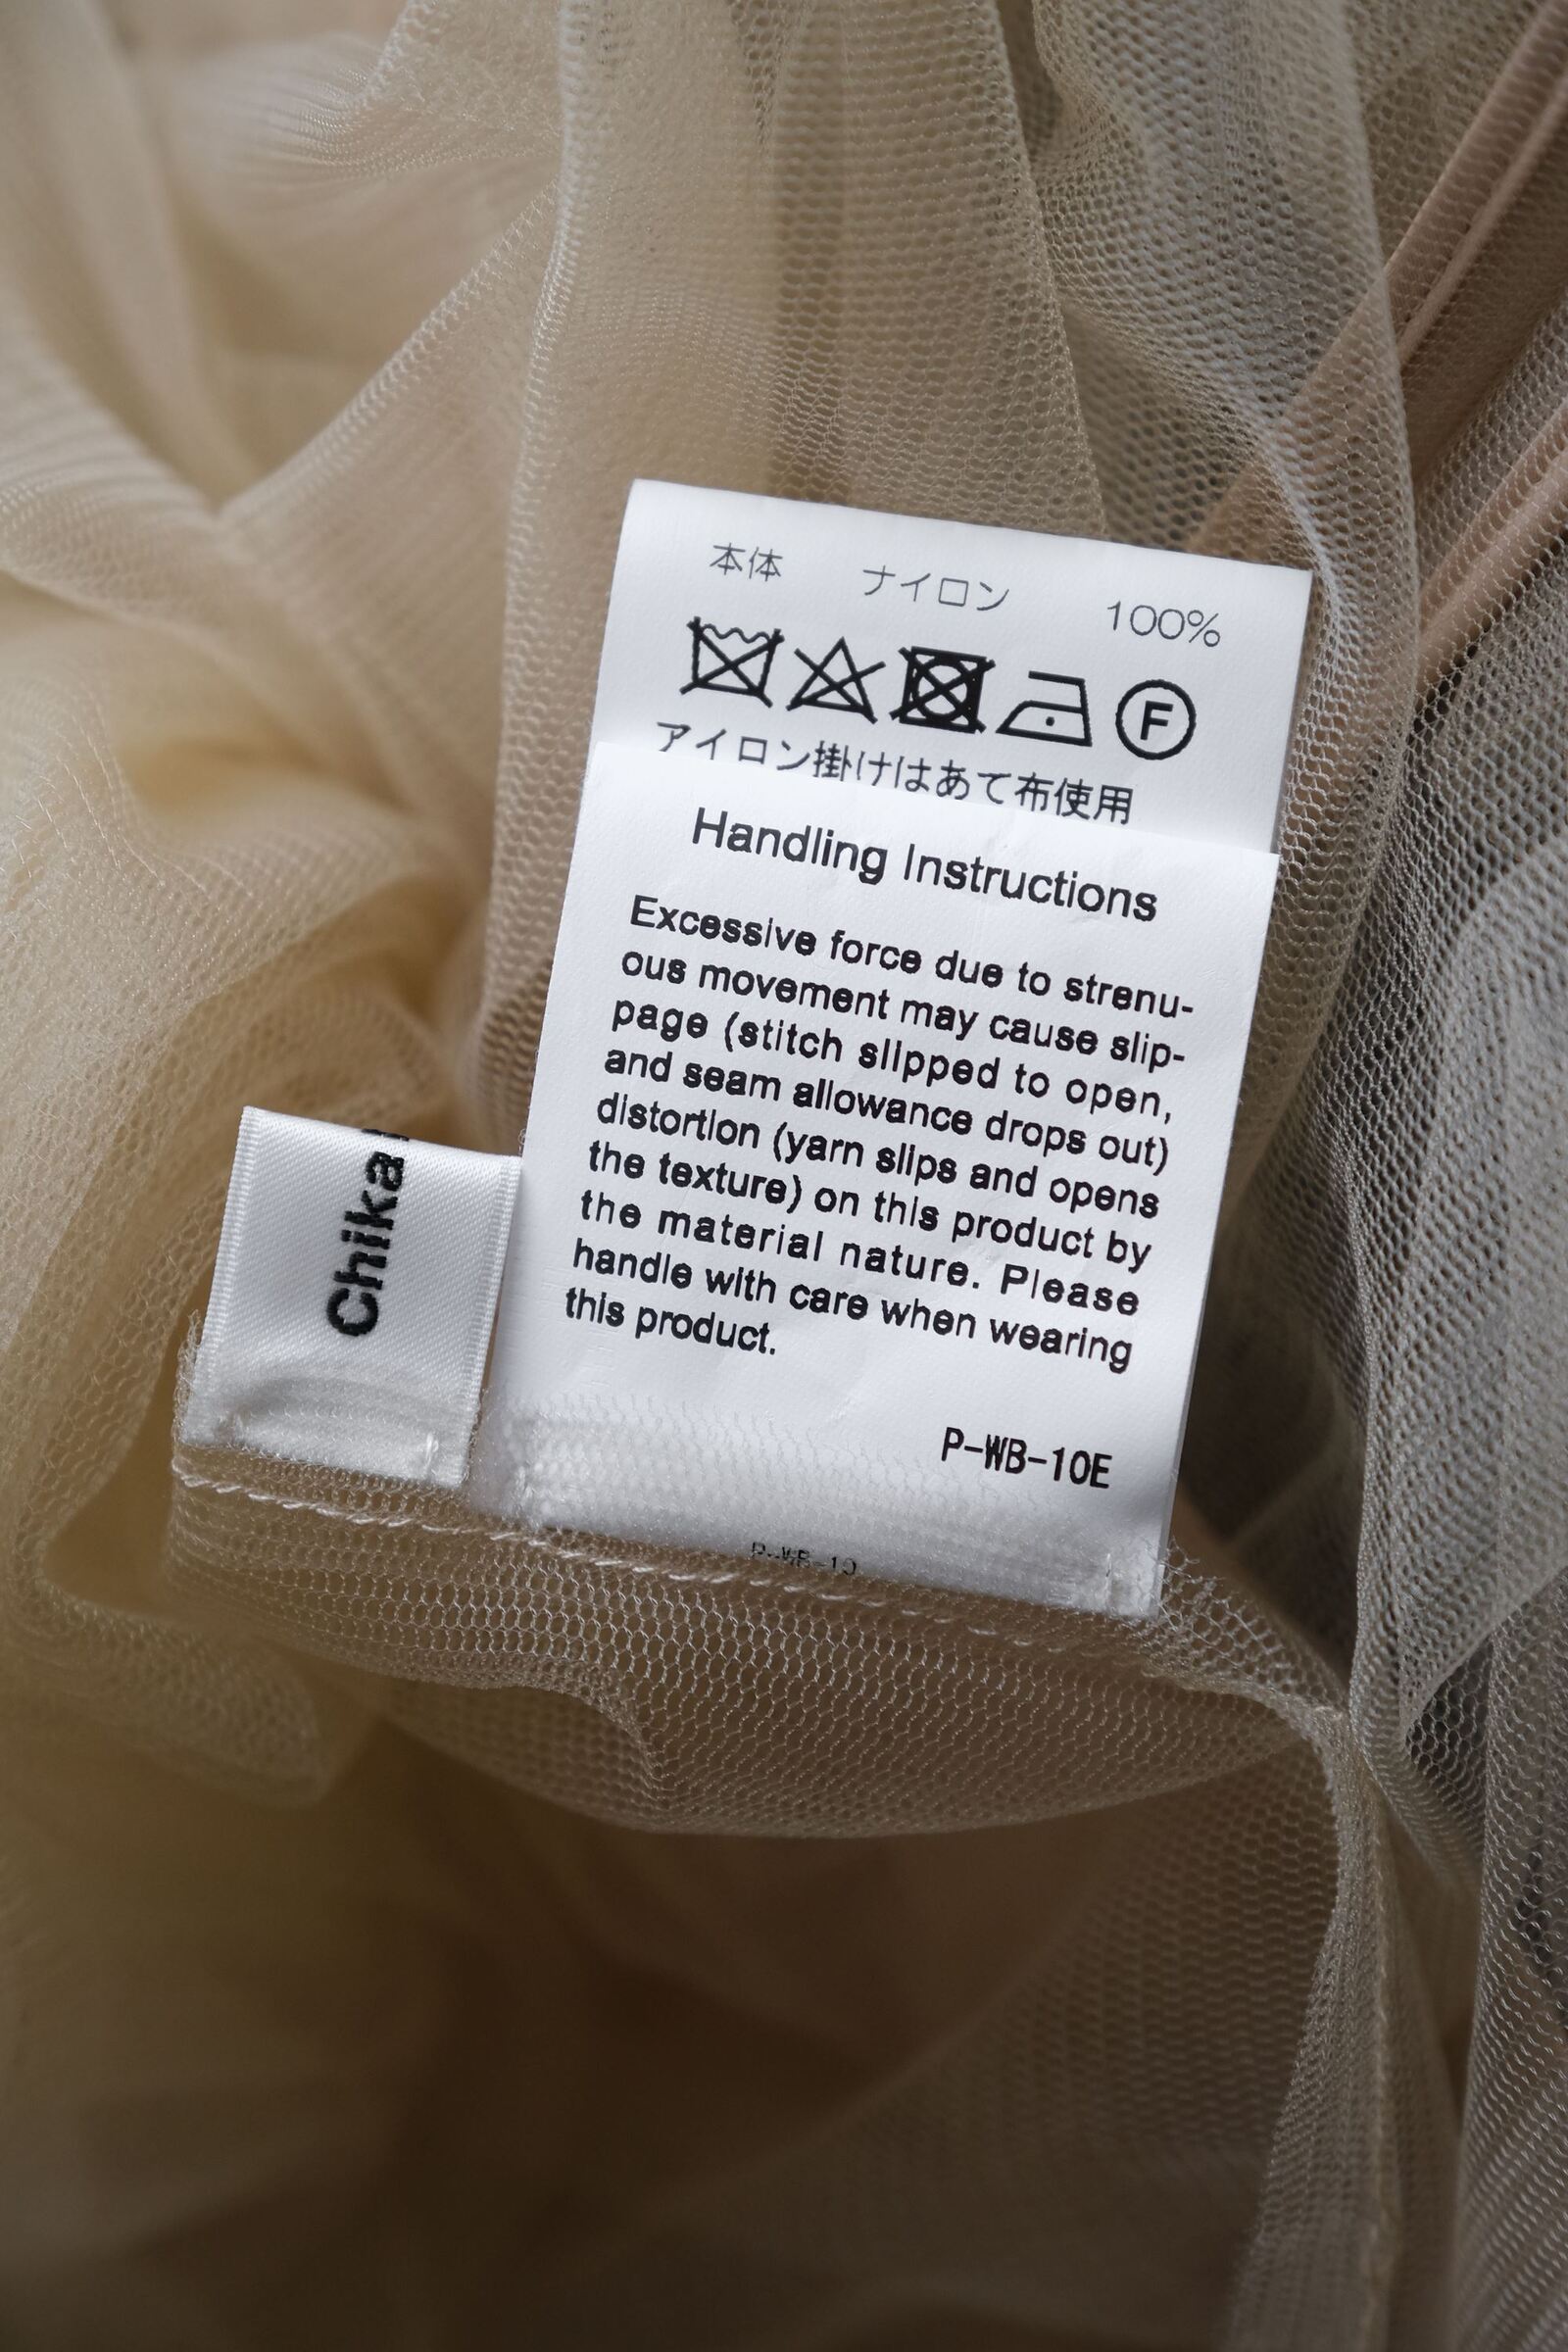 本体 ナイロン 100%
F
アイロン掛けはあて布使用
Handling Instructions
Excessive force due to strenu-
ous movement may cause slip-
page (stitch slipped to open,
and seam allowance drops out)
distortion (yarn slips and opens
the texture) on this product by
the material nature. Please
handle with care when wearing
this product.
P-WB-10E
P-WB-10
Chika